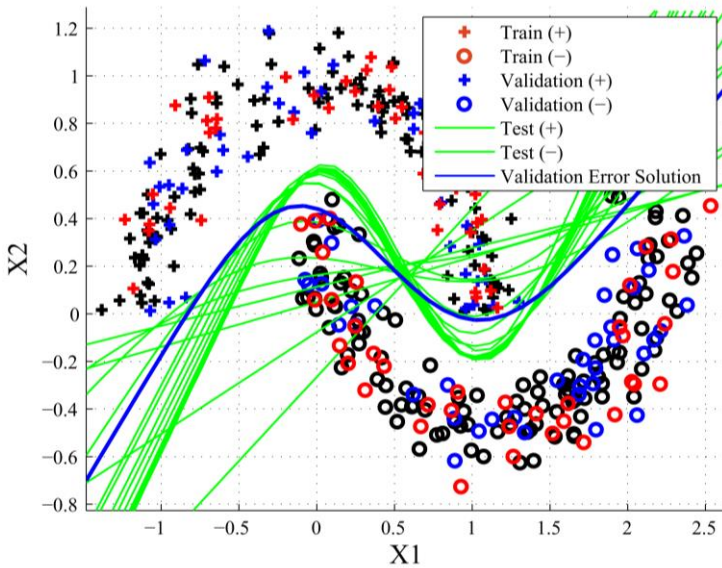 1.2
1
0.8
0.6
0.4
0.2
0
−0.2
−0.4
−0.6
−0.8
X2
Train (+)
Train (−)
Validation (+)
Validation (−)
Test (+)
Test (−)
Validation Error Solution
−1 −0.5 0 0.5 1 1.5 2 2.5
X1